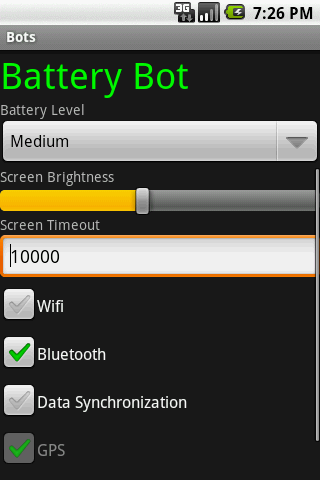 3G 7:26 PM
Bots
Battery Bot
Battery Level
Medium
Screen Brightness
Screen Timeout
10000
Wifi
Bluetooth
Data Synchronization
GPS